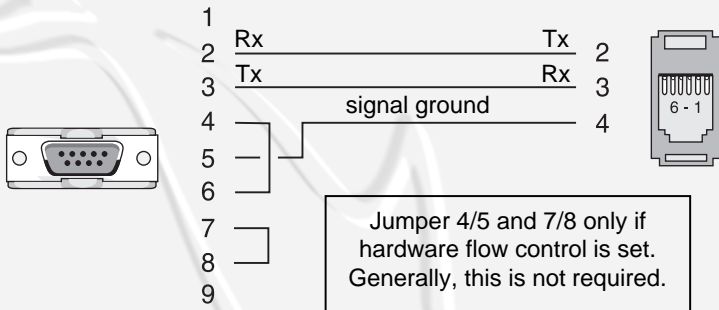 1
Rx Tx
2 2
Tx Rx
3 3
signal ground
4 4
5
6
7
8
9
6 - 1
Jumper 4/5 and 7/8 only if
hardware flow control is set.
Generally, this is not required.